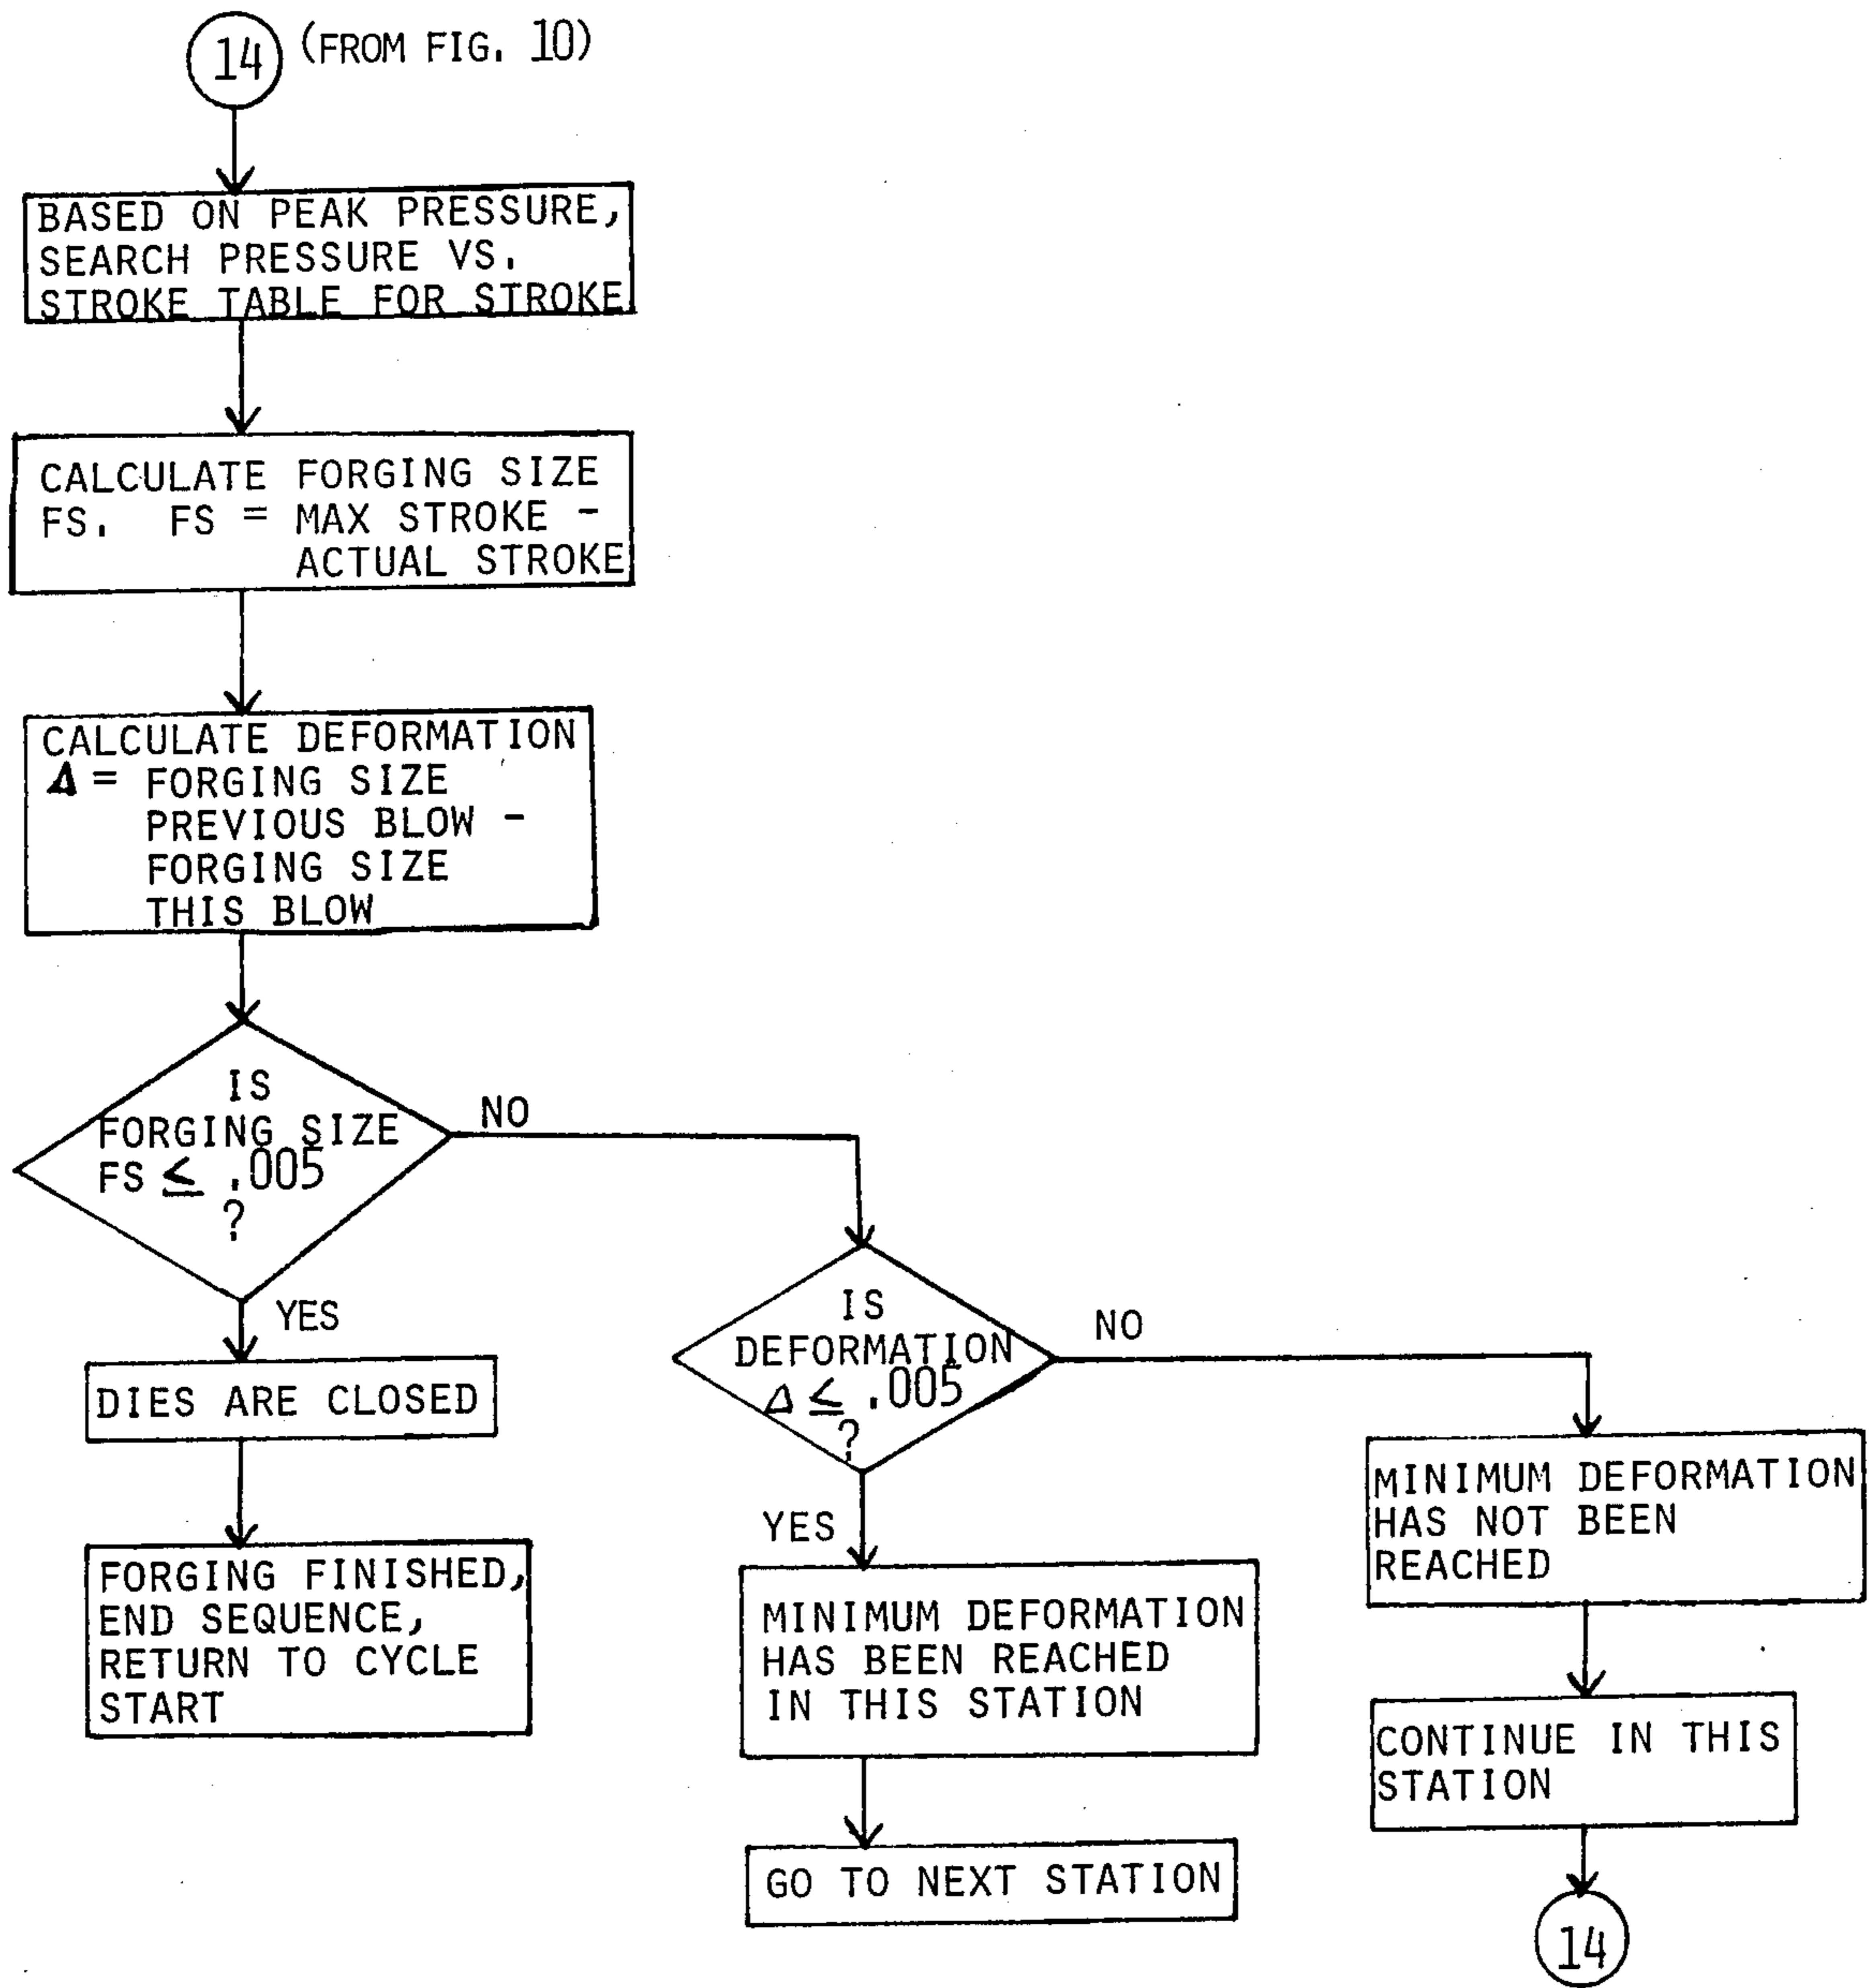 14 (FROM FIG. 10)
BASED ON PEAK PRESSURE,
SEARCH PRESSURE VS.
STROKE TABLE FOR STROKE
CALCULATE FORGING SIZE
FS. FS = MAX STROKE -
ACTUAL STROKE
CALCULATE DEFORMATION
Δ = FORGING SIZE
PREVIOUS BLOW -
FORGING SIZE
THIS BLOW
IS
FORGING SIZE
FS ≤ .005
?
NO
YES
DIES ARE CLOSED
FORGING FINISHED,
END SEQUENCE,
RETURN TO CYCLE
START
IS
DEFORMATION
Δ ≤ .005
?
NO
YES
MINIMUM DEFORMATION
HAS BEEN REACHED
IN THIS STATION
GO TO NEXT STATION
MINIMUM DEFORMATION
HAS NOT BEEN
REACHED
CONTINUE IN THIS
STATION
14